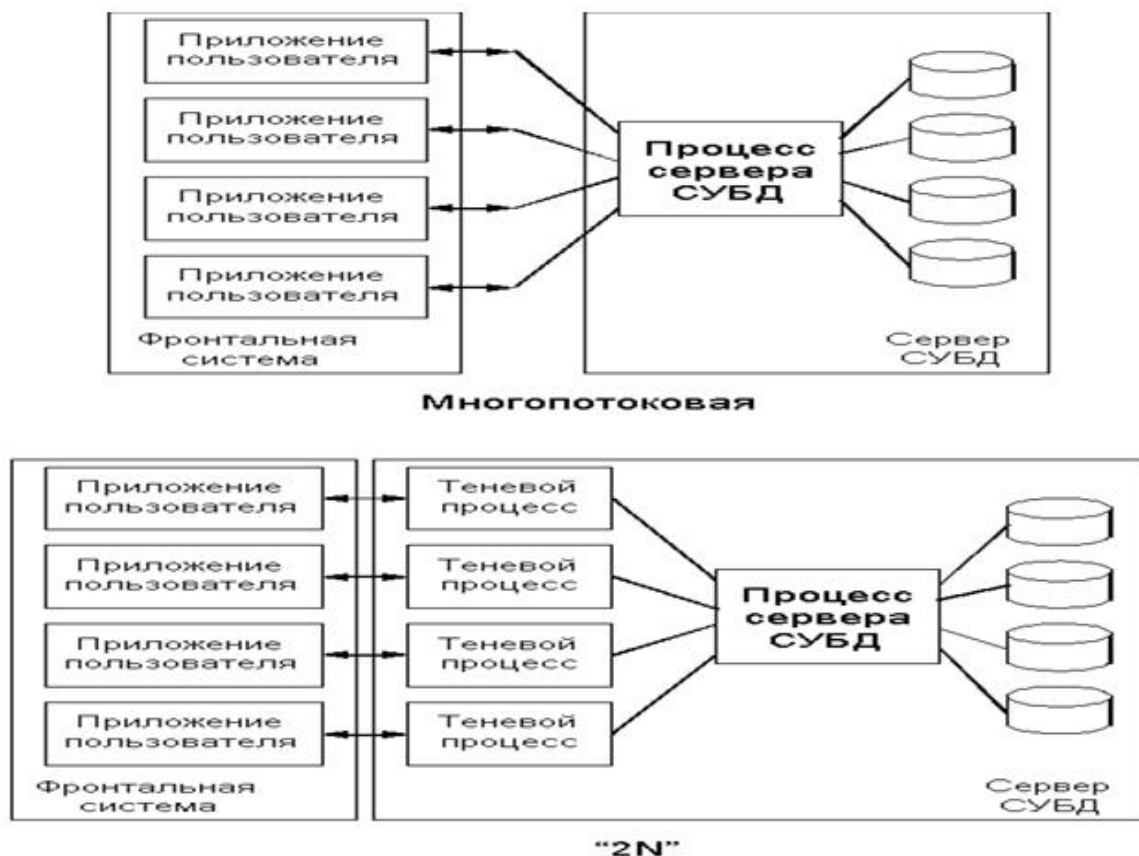 Приложение
пользователя
Приложение
пользователя
Приложение
пользователя
Приложение
пользователя
Фронтальная
система
Процесс
сервера
СУБД
Сервер
СУБД
Многопотоковая
Приложение
пользователя
Приложение
пользователя
Приложение
пользователя
Приложение
пользователя
Фронтальная
система
Теневой
процесс
Теневой
процесс
Теневой
процесс
Теневой
процесс
Процесс
сервера
СУБД
Сервер
СУБД
“2N”